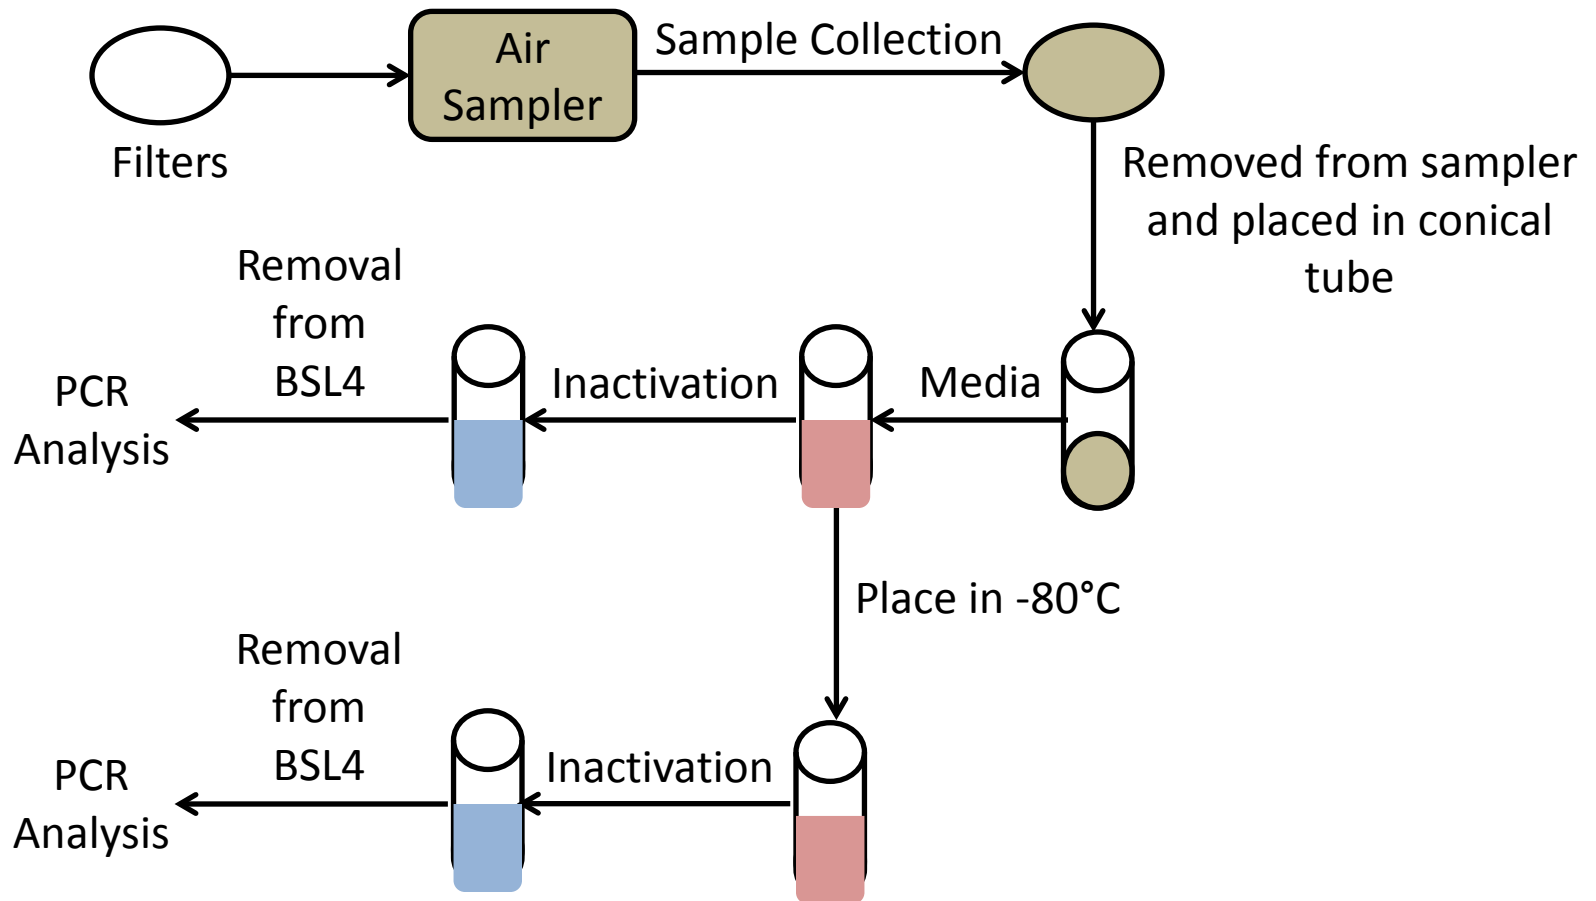 Filters
Air
Sampler
Sample Collection
Removed from sampler
and placed in conical
tube
Media
Inactivation
Removal
from
BSL4
PCR
Analysis
Place in -80°C
Inactivation
Removal
from
BSL4
PCR
Analysis